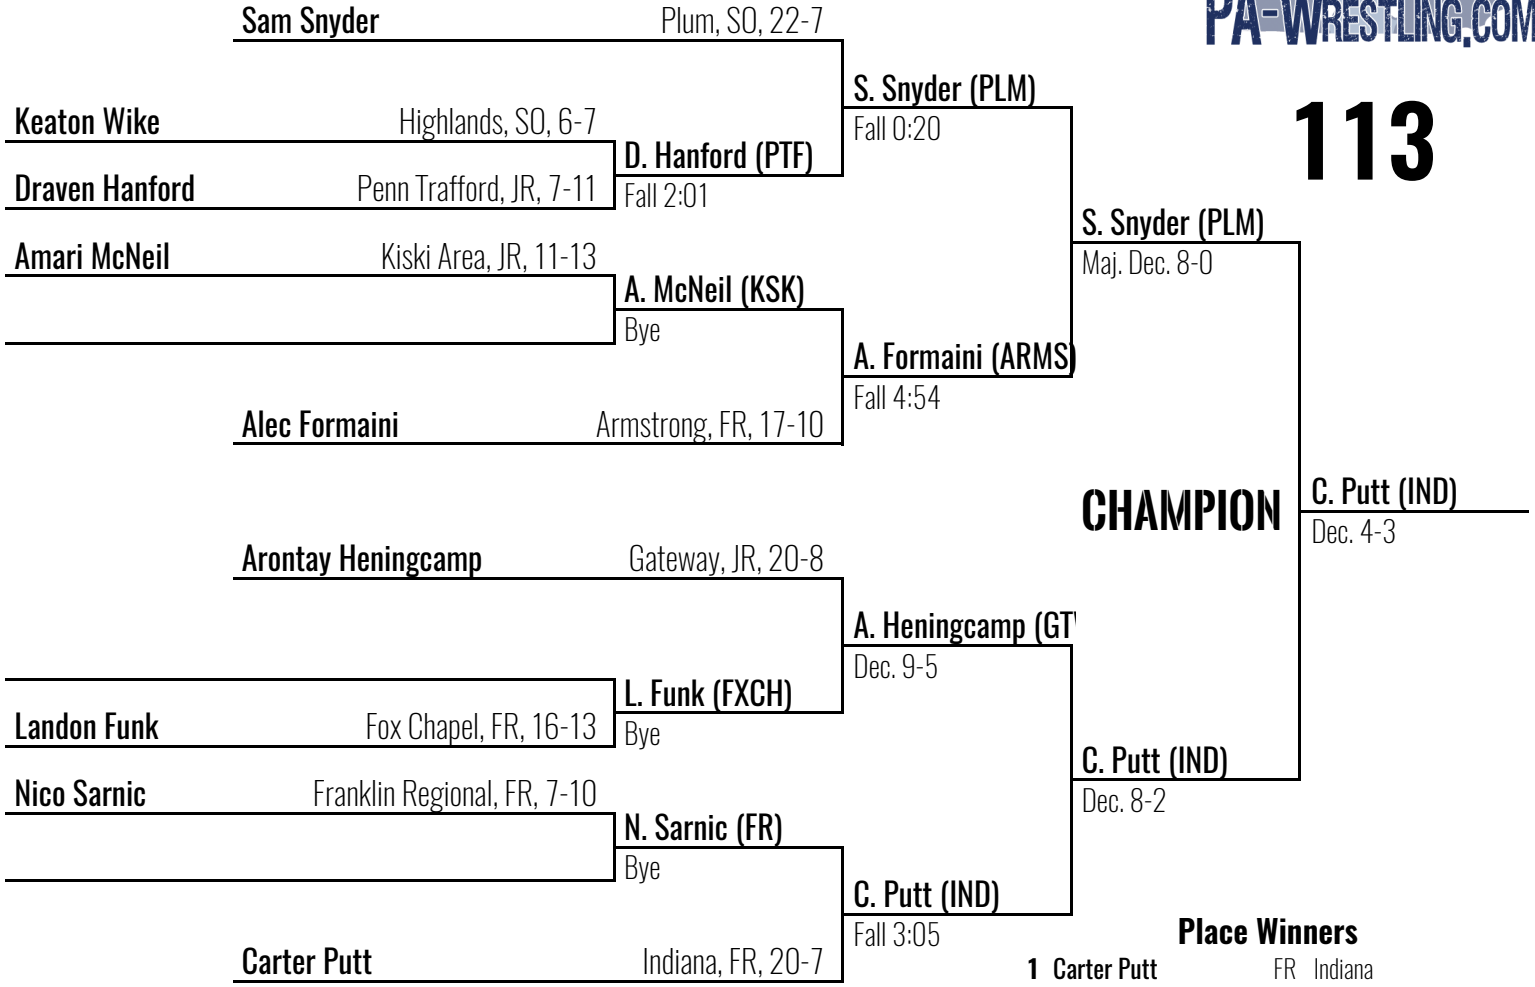 PA-WRESTLING.COM
113
Sam Snyder Plum, SO, 22-7
S. Snyder (PLM)
Fall 0:20
Keaton Wike Highlands, SO, 6-7
D. Hanford (PTF)
Fall 2:01
Draven Hanford Penn Trafford, JR, 7-11
S. Snyder (PLM)
Maj. Dec. 8-0
Amari McNeil Kiski Area, JR, 11-13
A. McNeil (KSK)
Bye
A. Formaini (ARMS)
Fall 4:54
Alec Formaini Armstrong, FR, 17-10
CHAMPION
C. Putt (IND)
Dec. 4-3
Arontay Heningcamp Gateway, JR, 20-8
A. Heningcamp (GT
Dec. 9-5
L. Funk (FXCH)
Bye
Landon Funk Fox Chapel, FR, 16-13
C. Putt (IND)
Dec. 8-2
Nico Sarnic Franklin Regional, FR, 7-10
N. Sarnic (FR)
Bye
C. Putt (IND)
Fall 3:05
Carter Putt Indiana, FR, 20-7
Place Winners
1 Carter Putt FR Indiana